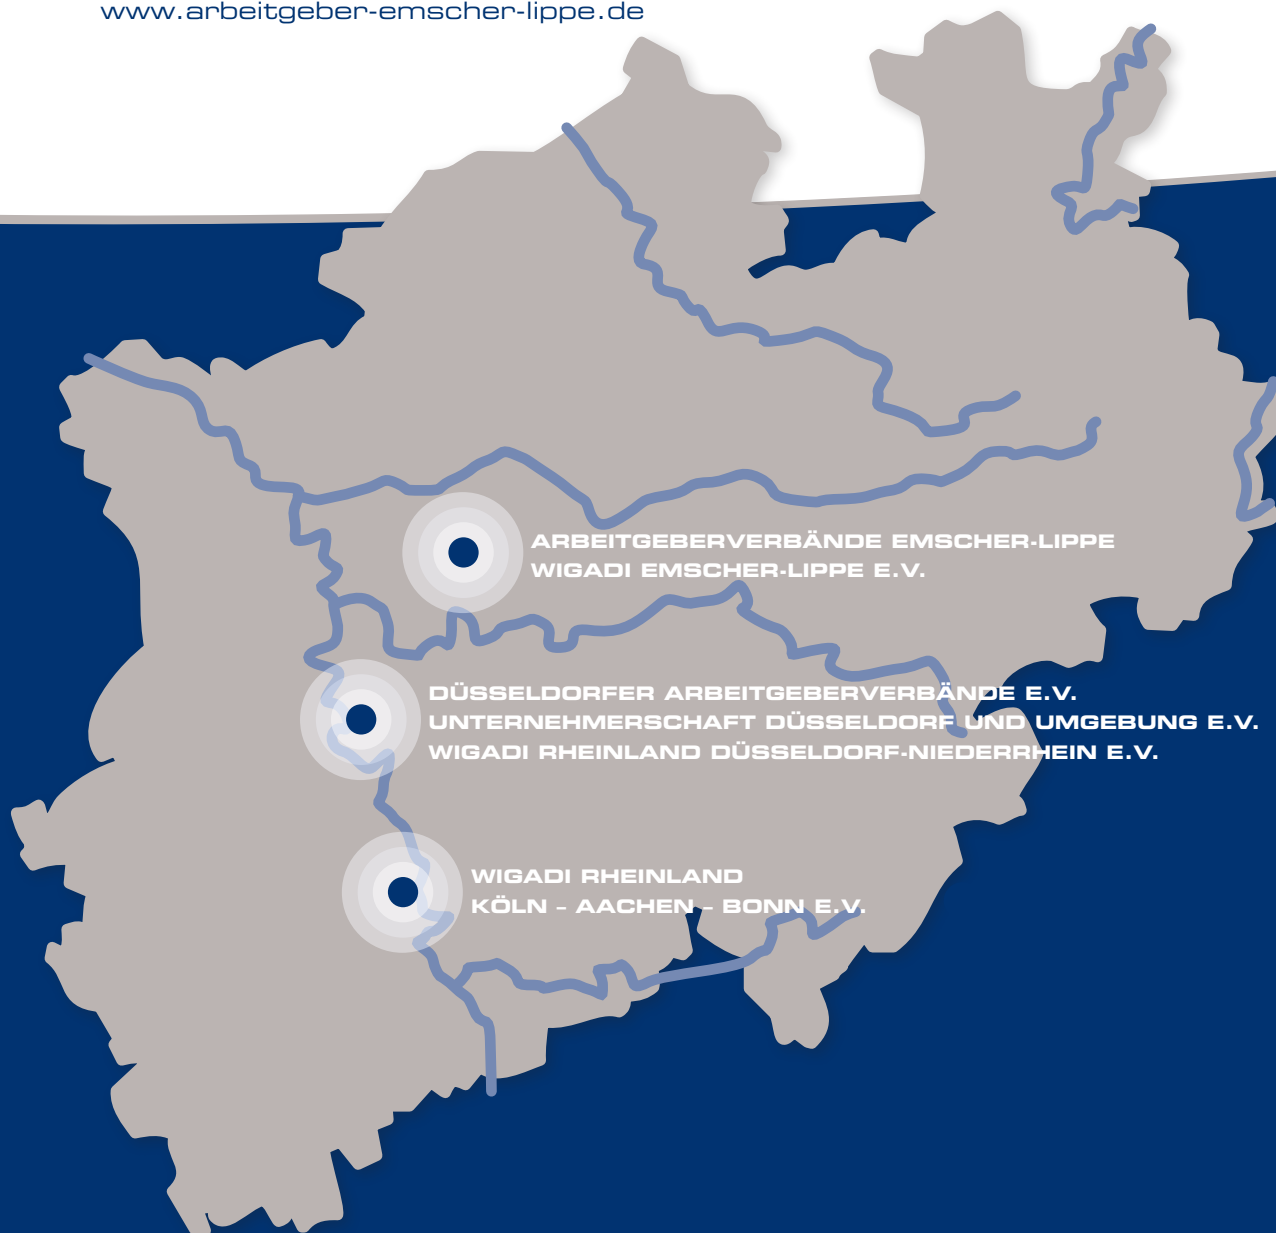 www.arbeitgeber-emscher-lippe.de
ARBEITGEBERVERBÄNDE EMSCHER-LIPPE
WIGADI EMSCHER-LIPPE E.V.
DÜSSELDORFER ARBEITGEBERVERBÄNDE E.V.
UNTERNEHMERSCHAFT DÜSSELDORF UND UMGEBUNG E.V.
WIGADI RHEINLAND DÜSSELDORF-NIEDERRHEIN E.V.
WIGADI RHEINLAND
KÖLN – AACHEN – BONN E.V.